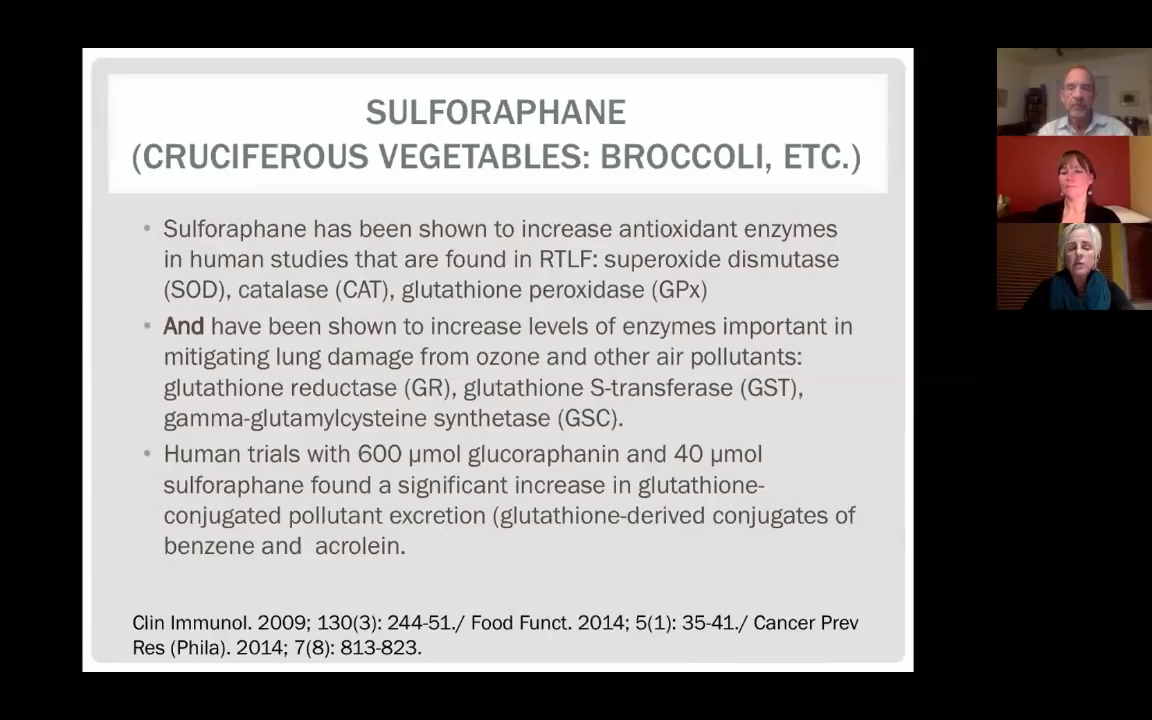 SULFORAPHANE
(CRUCIFEROUS VEGETABLES: BROCCOLI, ETC.)
• Sulforaphane has been shown to increase antioxidant enzymes
in human studies that are found in RTLF: superoxide dismutase
(SOD), catalase (CAT), glutathione peroxidase (GPx)
• And have been shown to increase levels of enzymes important in
mitigating lung damage from ozone and other air pollutants:
glutathione reductase (GR), glutathione S-transferase (GST),
gamma-glutamylcysteine synthetase (GSC).
• Human trials with 600 µmol glucoraphanin and 40 µmol
sulforaphane found a significant increase in glutathione-
conjugated pollutant excretion (glutathione-derived conjugates of
benzene and  acrolein.
Clin Immunol. 2009; 130(3): 244-51./ Food Funct. 2014; 5(1): 35-41./ Cancer Prev
Res (Phila). 2014; 7(8): 813-823.